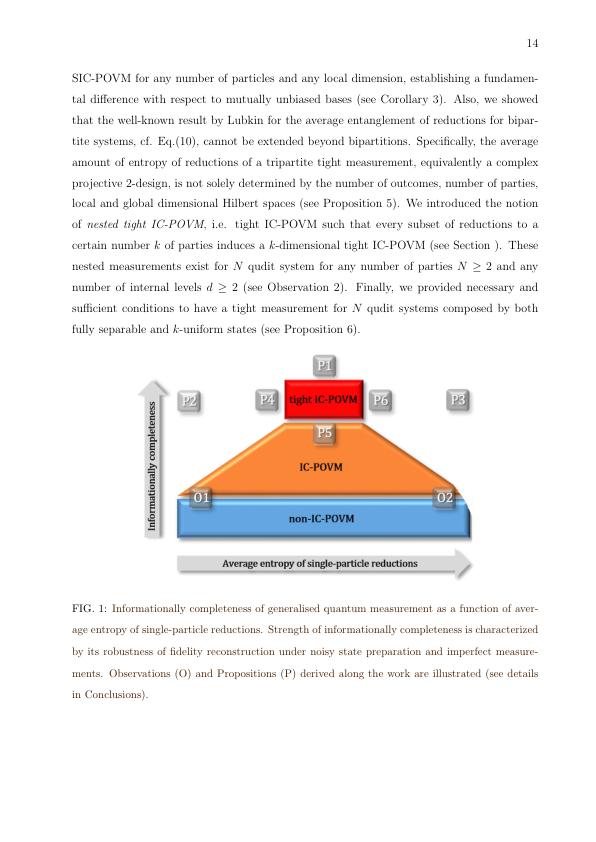 14
SIC-POVM for any number of particles and any local dimension, establishing a fundamen-
tal difference with respect to mutually unbiased bases (see Corollary 3). Also, we showed
that the well-known result by Lubkin for the average entanglement of reductions for bipar-
tite systems, cf. Eq.(10), cannot be extended beyond bipartitions. Specifically, the average
amount of entropy of reductions of a tripartite tight measurement, equivalently a complex
projective 2-design, is not solely determined by the number of outcomes, number of parties,
local and global dimensional Hilbert spaces (see Proposition 5). We introduced the notion
of nested tight IC-POVM, i.e. tight IC-POVM such that every subset of reductions to a
certain number k of parties induces a k-dimensional tight IC-POVM (see Section ). These
nested measurements exist for N qudit system for any number of parties N ≥ 2 and any
number of internal levels d ≥ 2 (see Observation 2). Finally, we provided necessary and
sufficient conditions to have a tight measurement for N qudit systems composed by both
fully separable and k-uniform states (see Proposition 6).
P1
P2 P4 tight-iC-POVM P6 P3
P5
IC-POVM
O1 O2
non-IC-POVM
Informationally completeness
Average entropy of single-particle reductions
FIG. 1: Informationally completeness of generalised quantum measurement as a function of aver-
age entropy of single-particle reductions. Strength of informationally completeness is characterized
by its robustness of fidelity reconstruction under noisy state preparation and imperfect measure-
ments. Observations (O) and Propositions (P) derived along the work are illustrated (see details
in Conclusions).